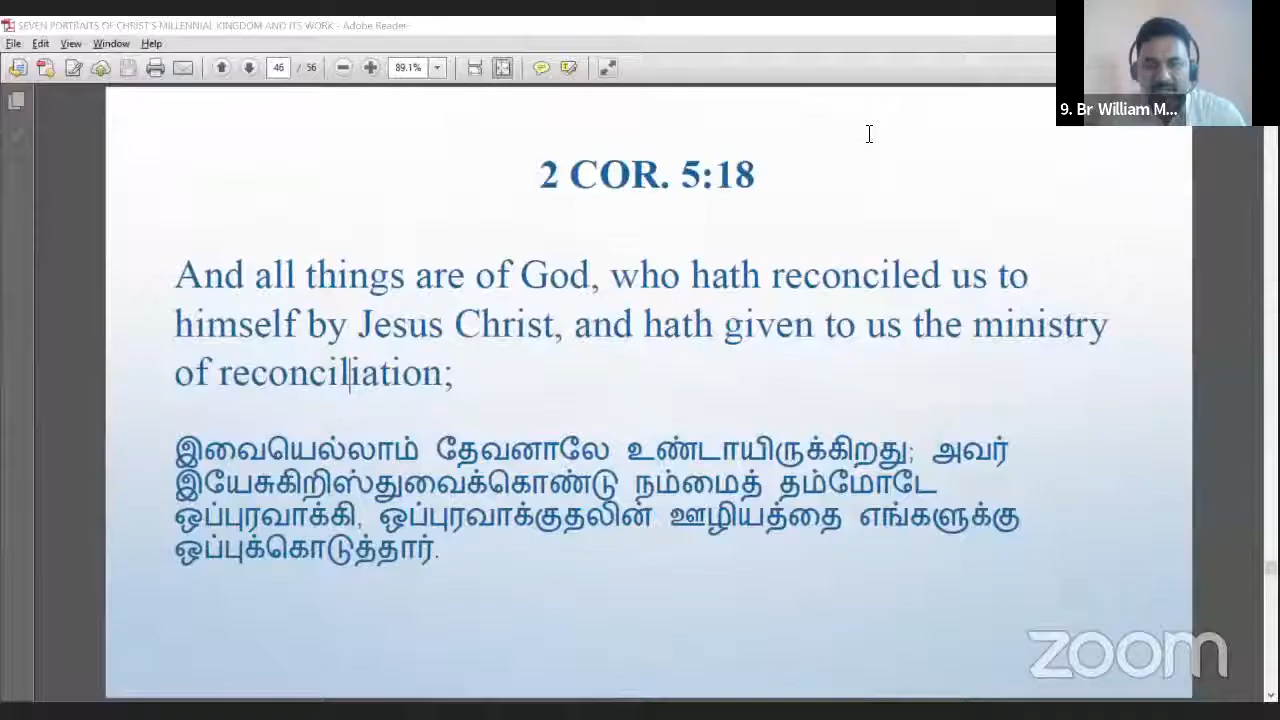 SEVEN PORTRAITS OF CHRIST'S MILLENNIAL KINGDOM AND ITS WORK - Adobe Reader
File Edit View Window Help
46 / 56 89.1%
9. Br William M...
2 COR. 5:18
And all things are of God, who hath reconciled us to
himself by Jesus Christ, and hath given to us the ministry
of reconciliation;
இவையெல்லாம் தேவனாலே உண்டாயிருக்கிறது; அவர்
இயேசுகிறிஸ்துவைக்கொண்டு நம்மைத் தம்மோடே
ஒப்புரவாக்கி, ஒப்புரவாக்குதலின் ஊழியத்தை எங்களுக்கு
ஒப்புக்கொடுத்தார்.
zoom